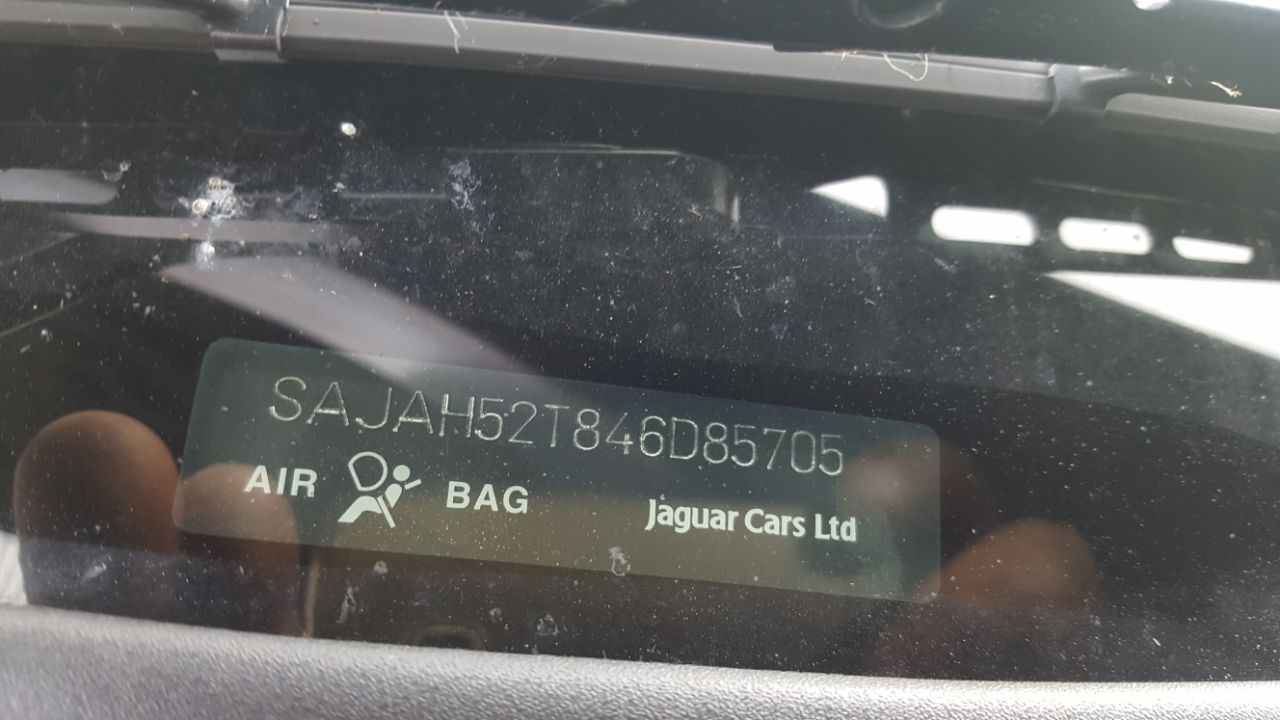 SAJAH52T846D85705
AIR BAG Jaguar Cars Ltd